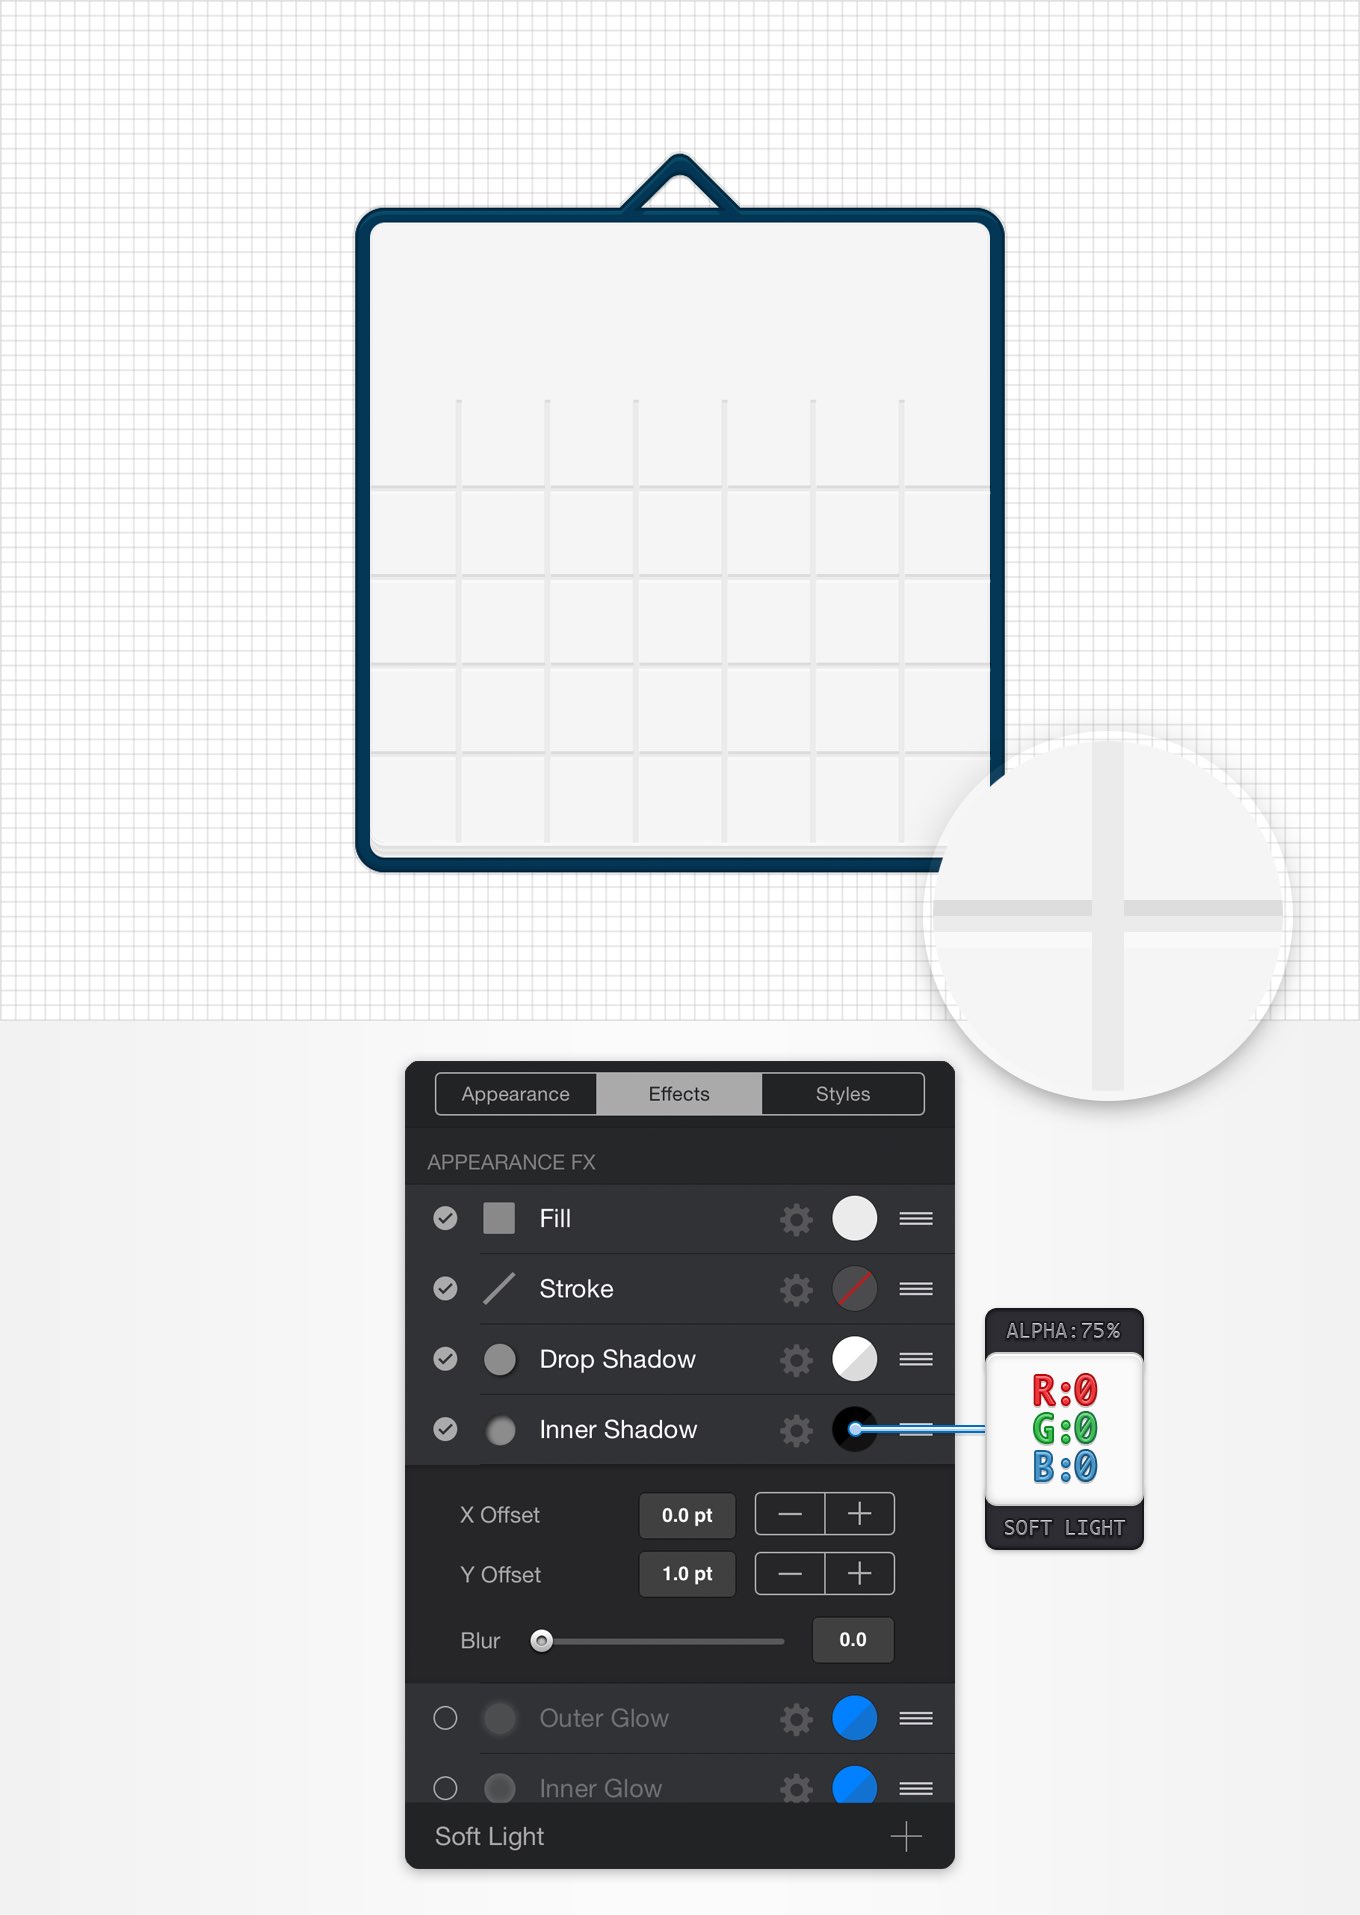 Appearance Effects Styles
APPEARANCE FX
Fill
Stroke
Drop Shadow
Inner Shadow
ALPHA:75%
R:0
G:0
B:0
SOFT LIGHT
X Offset 0.0 pt
Y Offset 1.0 pt
Blur 0.0
Outer Glow
Inner Glow
Soft Light